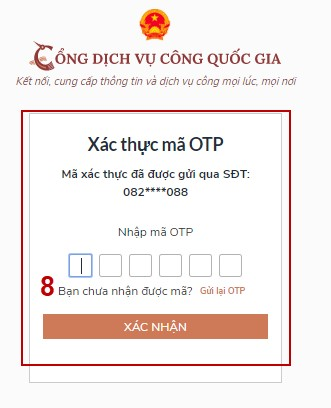 CỔNG DỊCH VỤ CÔNG QUỐC GIA
Kết nối, cung cấp thông tin và dịch vụ công mọi lúc, mọi nơi
Xác thực mã OTP
Mã xác thực đã được gửi qua SĐT:
082****088
Nhập mã OTP
8 Bạn chưa nhận được mã? Gửi lại OTP
XÁC NHẬN